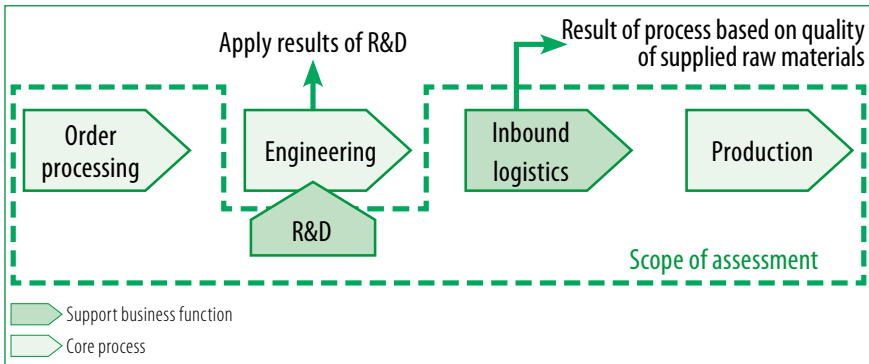 Apply results of R&D
Result of process based on quality
of supplied raw materials
Order
processing
Engineering
Inbound
logistics
Production
R&D
Scope of assessment
Support business function
Core process